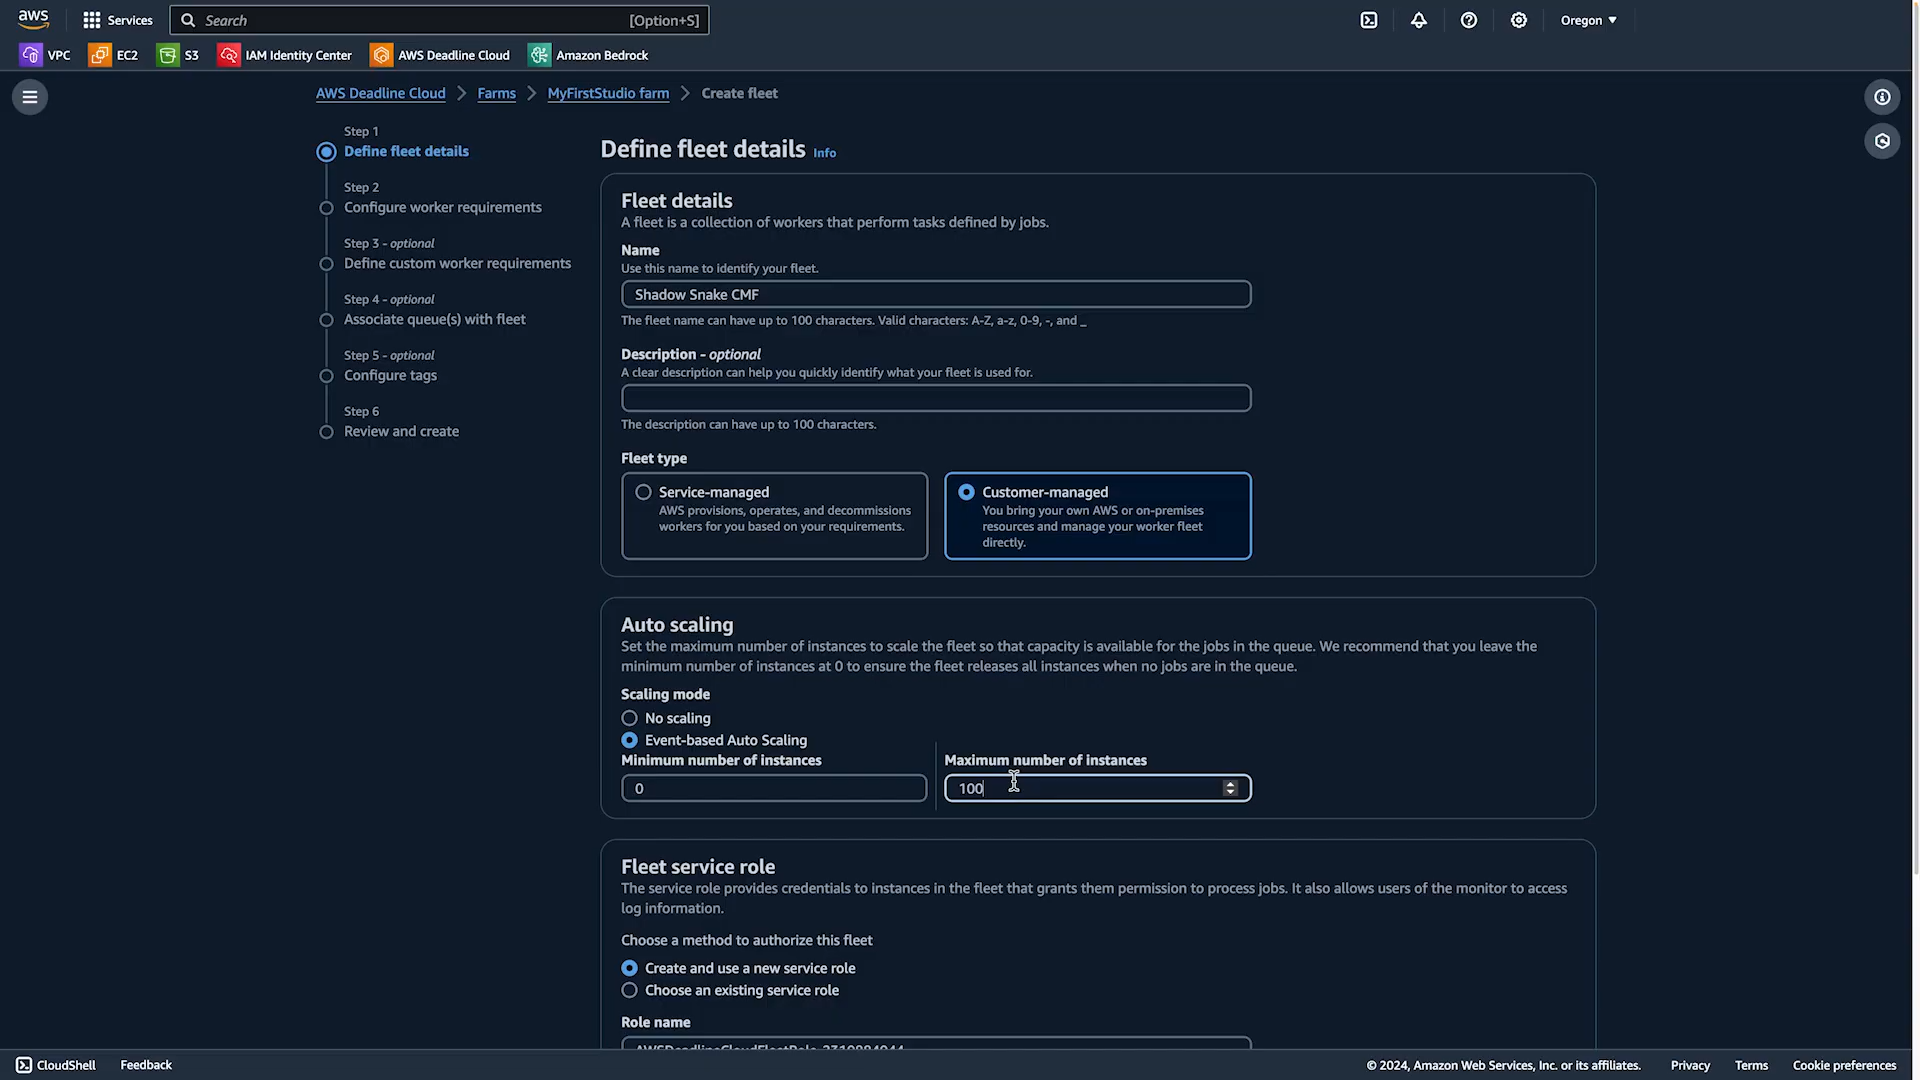 aws
Services
Search
[Option+S]
Oregon
VPC
EC2
S3
IAM Identity Center
AWS Deadline Cloud
Amazon Bedrock
AWS Deadline Cloud
Farms
MyFirstStudio farm
Create fleet
Step 1
Define fleet details
Step 2
Configure worker requirements
Step 3 - optional
Define custom worker requirements
Step 4 - optional
Associate queue(s) with fleet
Step 5 - optional
Configure tags
Step 6
Review and create
Define fleet details Info
Fleet details
A fleet is a collection of workers that perform tasks defined by jobs.
Name
Use this name to identify your fleet.
Shadow Snake CMF
The fleet name can have up to 100 characters. Valid characters: A-Z, a-z, 0-9, -, and _
Description - optional
A clear description can help you quickly identify what your fleet is used for.
The description can have up to 100 characters.
Fleet type
Service-managed
AWS provisions, operates, and decommissions
workers for you based on your requirements.
Customer-managed
You bring your own AWS or on-premises
resources and manage your worker fleet
directly.
Auto scaling
Set the maximum number of instances to scale the fleet so that capacity is available for the jobs in the queue. We recommend that you leave the
minimum number of instances at 0 to ensure the fleet releases all instances when no jobs are in the queue.
Scaling mode
No scaling
Event-based Auto Scaling
Minimum number of instances
0
Maximum number of instances
100
Fleet service role
The service role provides credentials to instances in the fleet that grants them permission to process jobs. It also allows users of the monitor to access
log information.
Choose a method to authorize this fleet
Create and use a new service role
Choose an existing service role
Role name
CloudShell
Feedback
© 2024, Amazon Web Services, Inc. or its affiliates.
Privacy
Terms
Cookie preferences